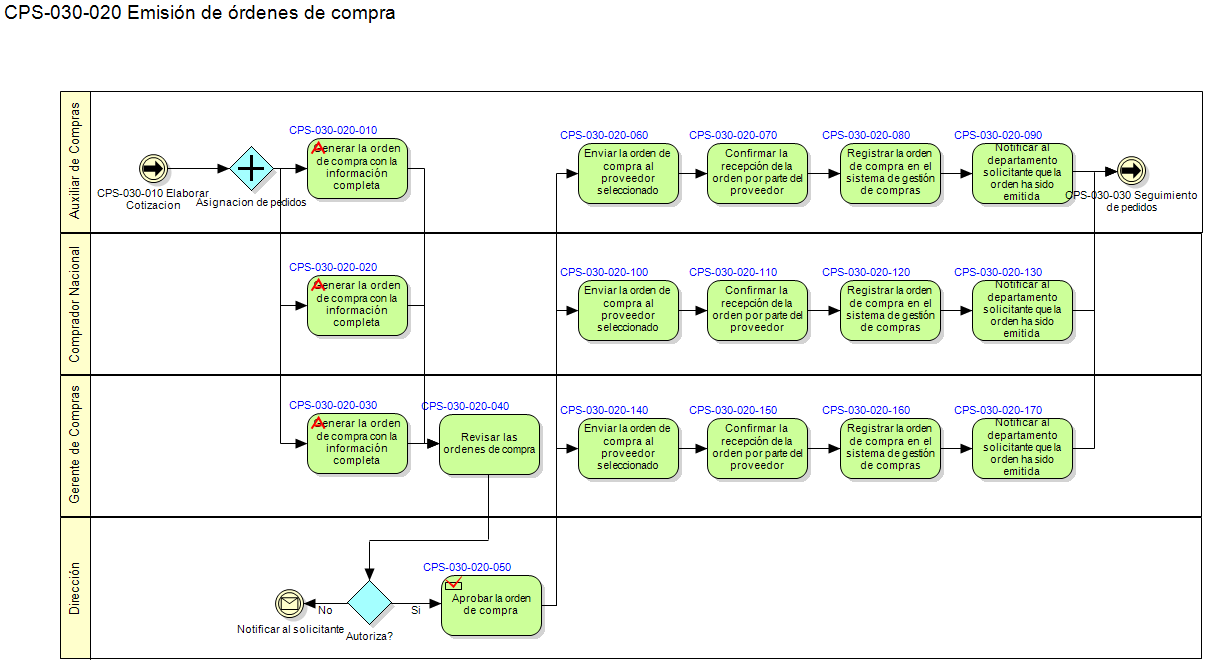 CPS-030-020 Emisión de órdenes de compra
Auxiliar de Compras
CPS-030-010 Elaborar
Cotizacion
Asignacion de pedidos
CPS-030-020-010
Generar la orden
de compra con la
información
completa
CPS-030-020-060
Enviar la orden de
compra al
proveedor
seleccionado
CPS-030-020-070
Confirmar la
recepción de la
orden por parte del
proveedor
CPS-030-020-080
Registrar la orden
de compra en el
sistema de gestión
de compras
CPS-030-020-090
Notificar al
departamento
solicitante que la
orden ha sido
emitida
CPS-030-030 Seguimiento
de pedidos
Comprador Nacional
CPS-030-020-020
Generar la orden
de compra con la
información
completa
CPS-030-020-100
Enviar la orden de
compra al
proveedor
seleccionado
CPS-030-020-110
Confirmar la
recepción de la
orden por parte del
proveedor
CPS-030-020-120
Registrar la orden
de compra en el
sistema de gestión
de compras
CPS-030-020-130
Notificar al
departamento
solicitante que la
orden ha sido
emitida
Gerente de Compras
CPS-030-020-030
Generar la orden
de compra con la
información
completa
CPS-030-020-040
Revisar las
ordenes de compra
CPS-030-020-140
Enviar la orden de
compra al
proveedor
seleccionado
CPS-030-020-150
Confirmar la
recepción de la
orden por parte del
proveedor
CPS-030-020-160
Registrar la orden
de compra en el
sistema de gestión
de compras
CPS-030-020-170
Notificar al
departamento
solicitante que la
orden ha sido
emitida
Dirección
Notificar al solicitante
No
Autoriza?
Si
CPS-030-020-050
Aprobar la orden
de compra